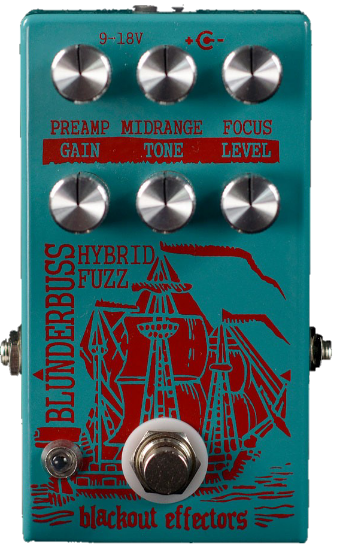 9-18V + -
PREAMP MIDRANGE FOCUS
GAIN TONE LEVEL
BLUNDERBUSS
HYBRID
FUZZ
blackout effectors